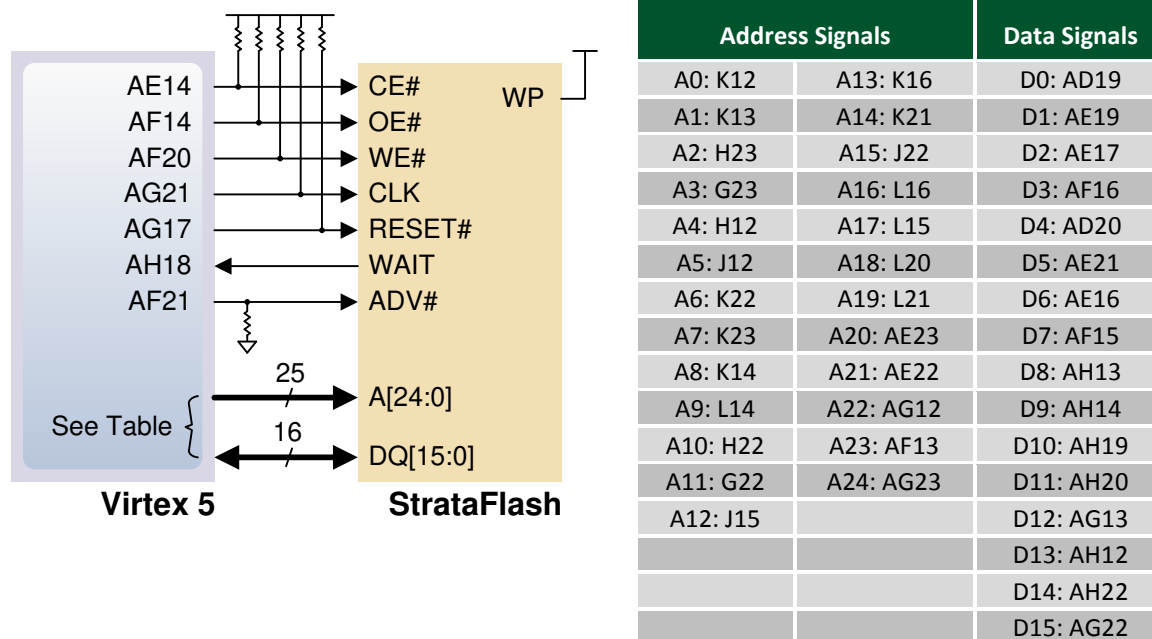 AE14 CE# WP
AF14 OE#
AF20 WE#
AG21 CLK
AG17 RESET#
AH18 WAIT
AF21 ADV#
25
A[24:0]
See Table {
16
DQ[15:0]
Virtex 5 StrataFlash
Address Signals Data Signals
A0: K12 A13: K16 D0: AD19
A1: K13 A14: K21 D1: AE19
A2: H23 A15: J22 D2: AE17
A3: G23 A16: L16 D3: AF16
A4: H12 A17: L15 D4: AD20
A5: J12 A18: L20 D5: AE21
A6: K22 A19: L21 D6: AE16
A7: K23 A20: AE23 D7: AF15
A8: K14 A21: AE22 D8: AH13
A9: L14 A22: AG12 D9: AH14
A10: H22 A23: AF13 D10: AH19
A11: G22 A24: AG23 D11: AH20
A12: J15 D12: AG13
D13: AH12
D14: AH22
D15: AG22